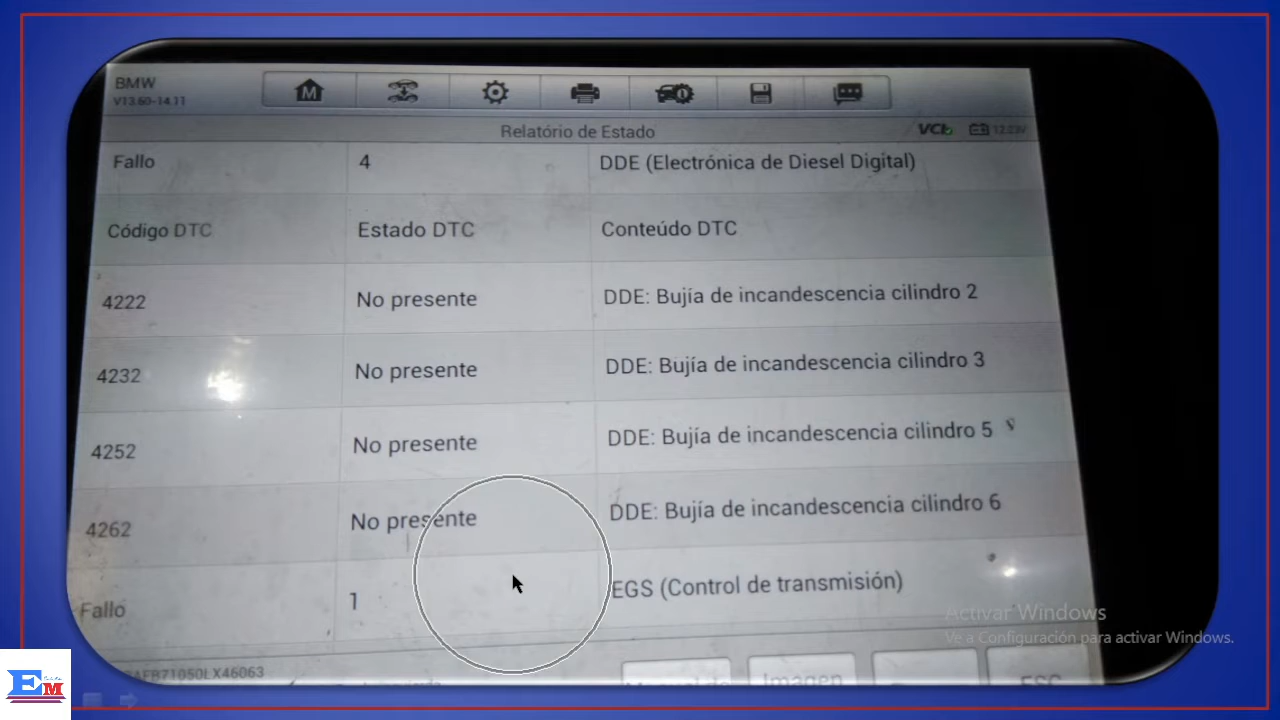 BMW
V13.60-14.11
Relatório de Estado
VCI
Fallo 4 DDE (Electrónica de Diesel Digital)
Código DTC Estado DTC Conteúdo DTC
4222 No presente DDE: Bujía de incandescencia cilindro 2
4232 No presente DDE: Bujía de incandescencia cilindro 3
4252 No presente DDE: Bujía de incandescencia cilindro 5
4262 No presente DDE: Bujía de incandescencia cilindro 6
Fallo 1 EGS (Control de transmisión)
Activar Windows
Ve a Configuración para activar Windows.
Imagen
ESC
EM